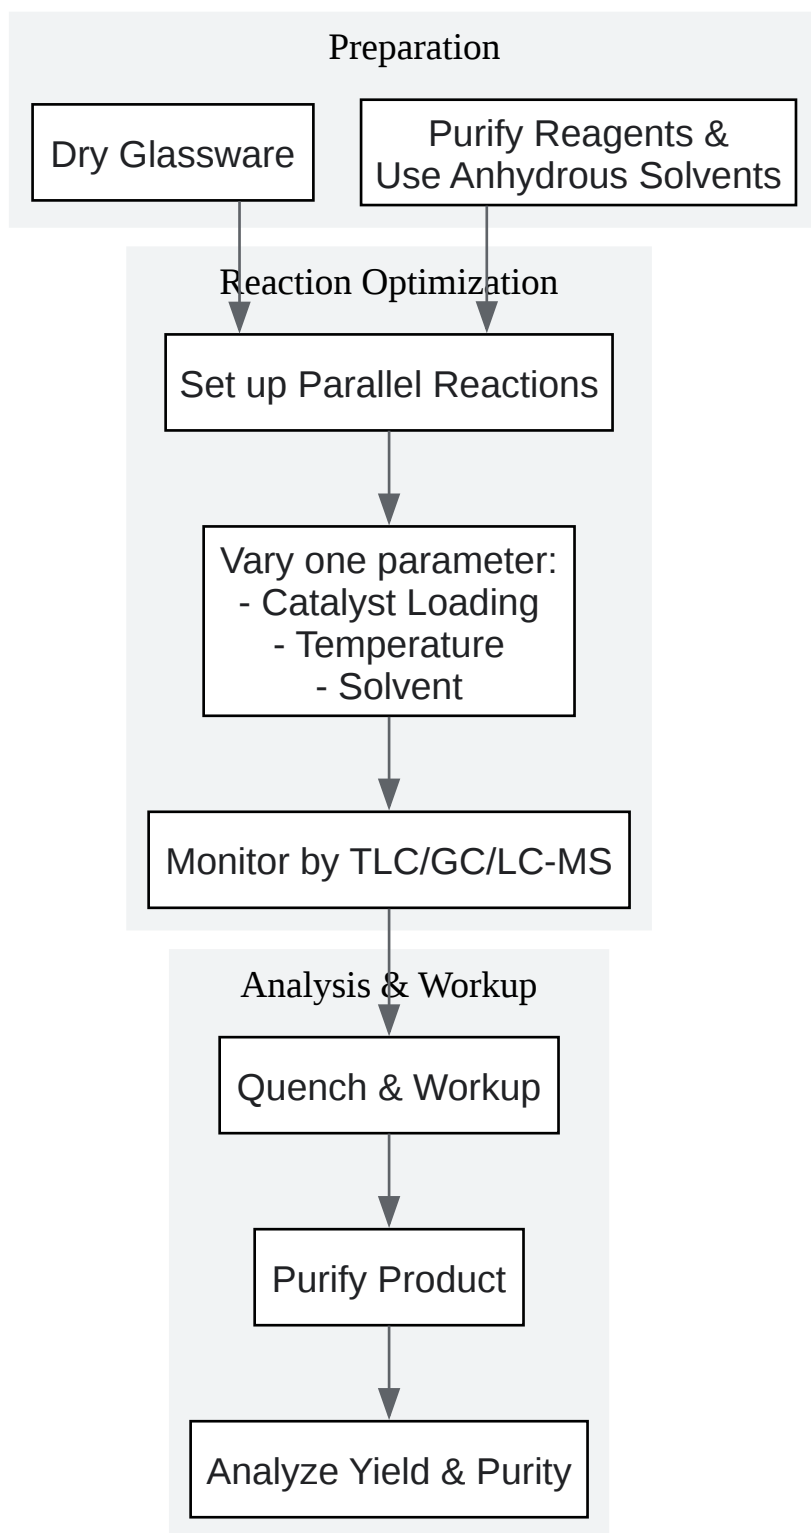 Preparation
Dry Glassware
Purify Reagents &
Use Anhydrous Solvents
Reaction Optimization
Set up Parallel Reactions
Vary one parameter:
- Catalyst Loading
- Temperature
- Solvent
Monitor by TLC/GC/LC-MS
Analysis & Workup
Quench & Workup
Purify Product
Analyze Yield & Purity